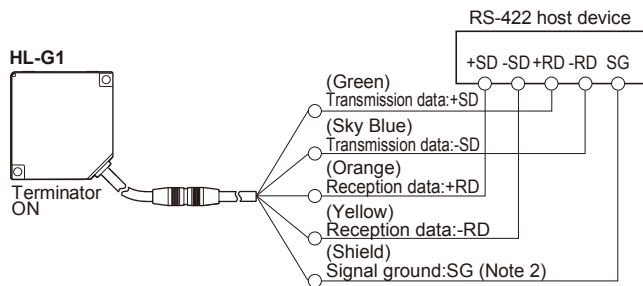 RS-422 host device
HL-G1
+SD -SD +RD -RD SG
(Green)
Transmission data:+SD
(Sky Blue)
Transmission data:-SD
(Orange)
Reception data:+RD
(Yellow)
Reception data:-RD
(Shield)
Signal ground:SG (Note 2)
Terminator
ON